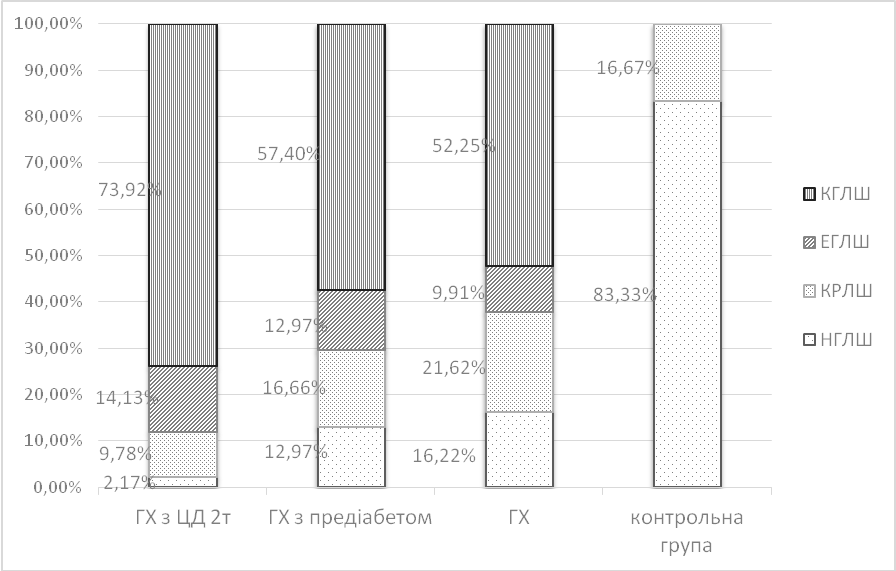 100,00%
90,00%
80,00%
70,00%
60,00%
50,00%
40,00%
30,00%
20,00%
10,00%
0,00%
73,92%
14,13%
9,78%
2,17%
57,40%
12,97%
16,66%
12,97%
52,25%
9,91%
21,62%
16,22%
16,67%
83,33%
ГХ з ЦД 2т
ГХ з предіабетом
ГХ
контрольна
група
КГЛШ
ЕГЛШ
КРЛШ
НГЛШ